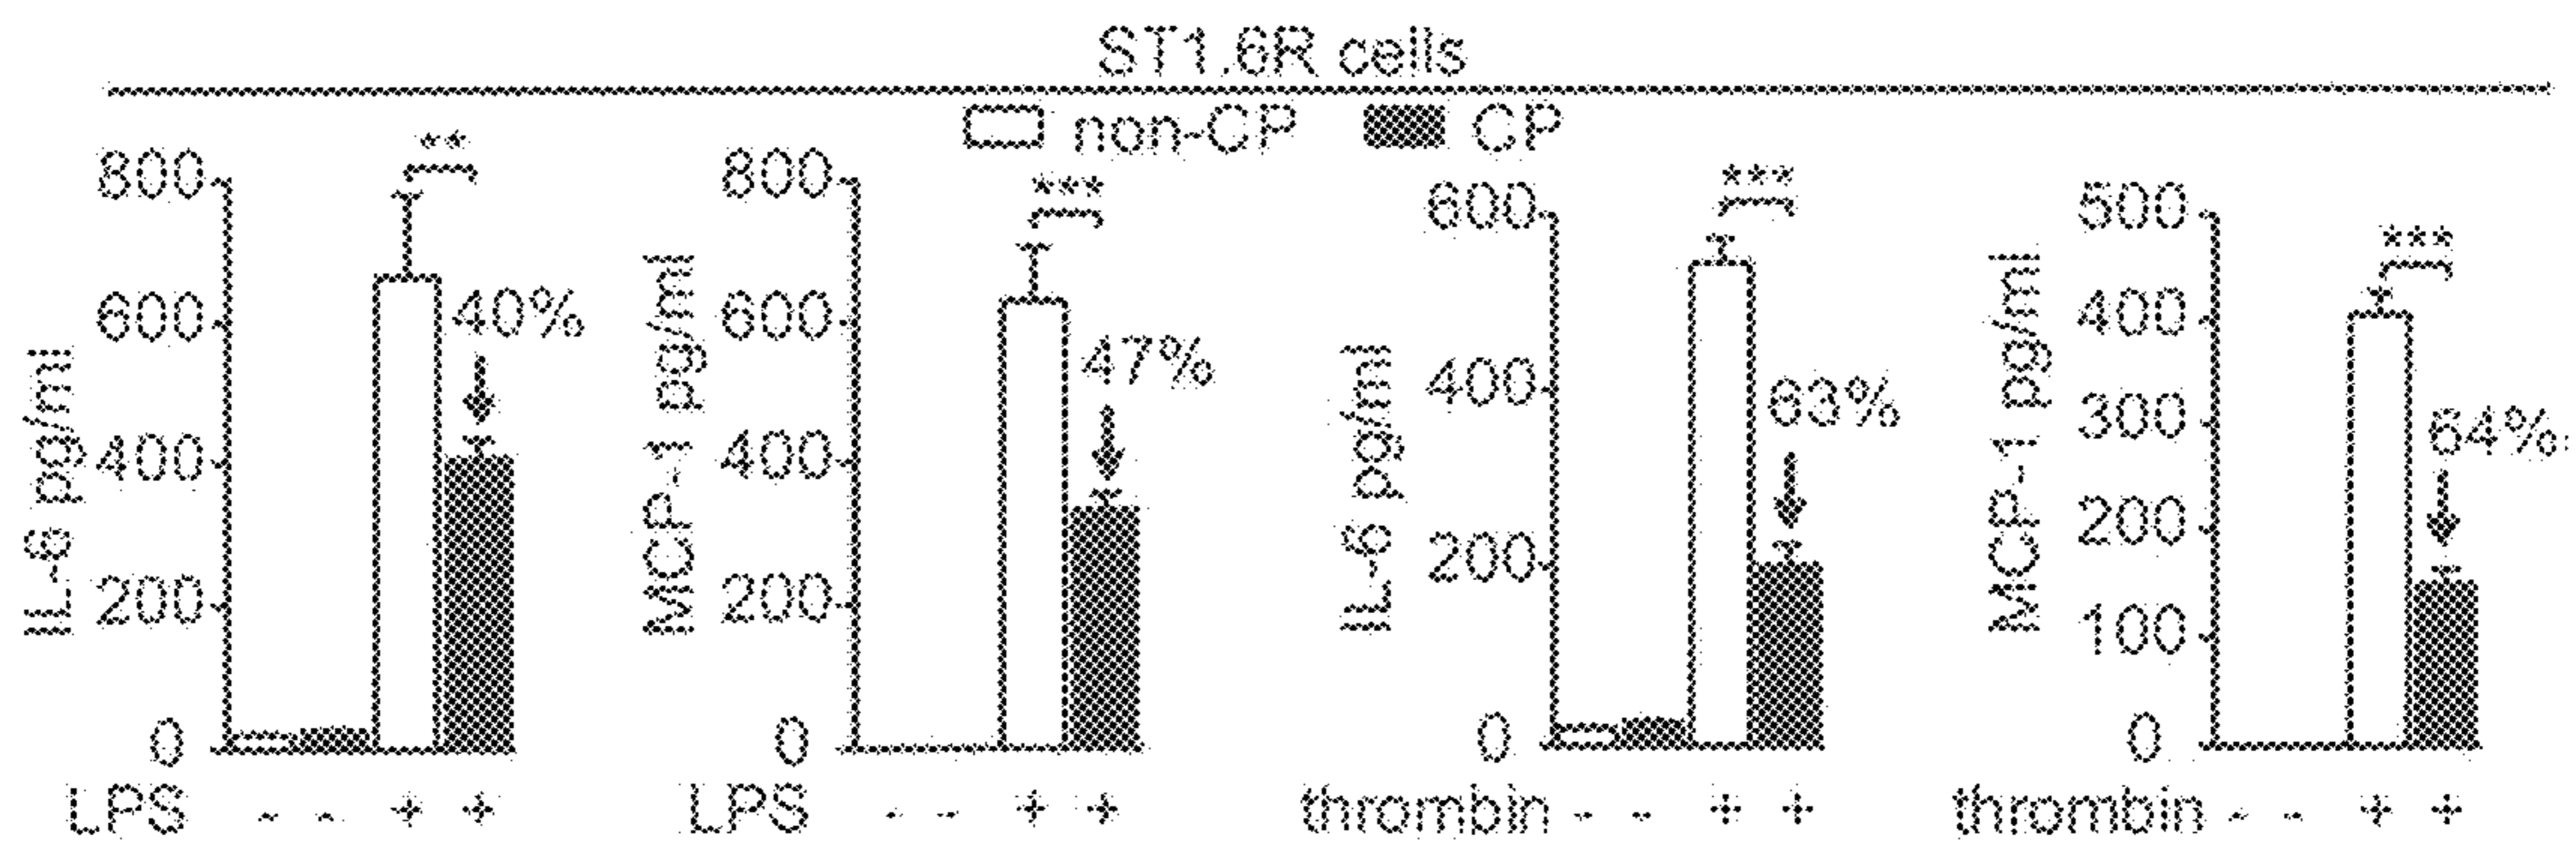 ST1.6R cells
non-CP CP
**
800
600
400
200
0
IL-6 pg/ml
40%
LPS - - + +
***
800
600
400
200
0
MCP-1 pg/ml
47%
LPS - - + +
***
600
400
200
0
IL-6 pg/ml
63%
thrombin - - + +
***
500
400
300
200
100
0
MCP-1 pg/ml
64%
thrombin - - + +